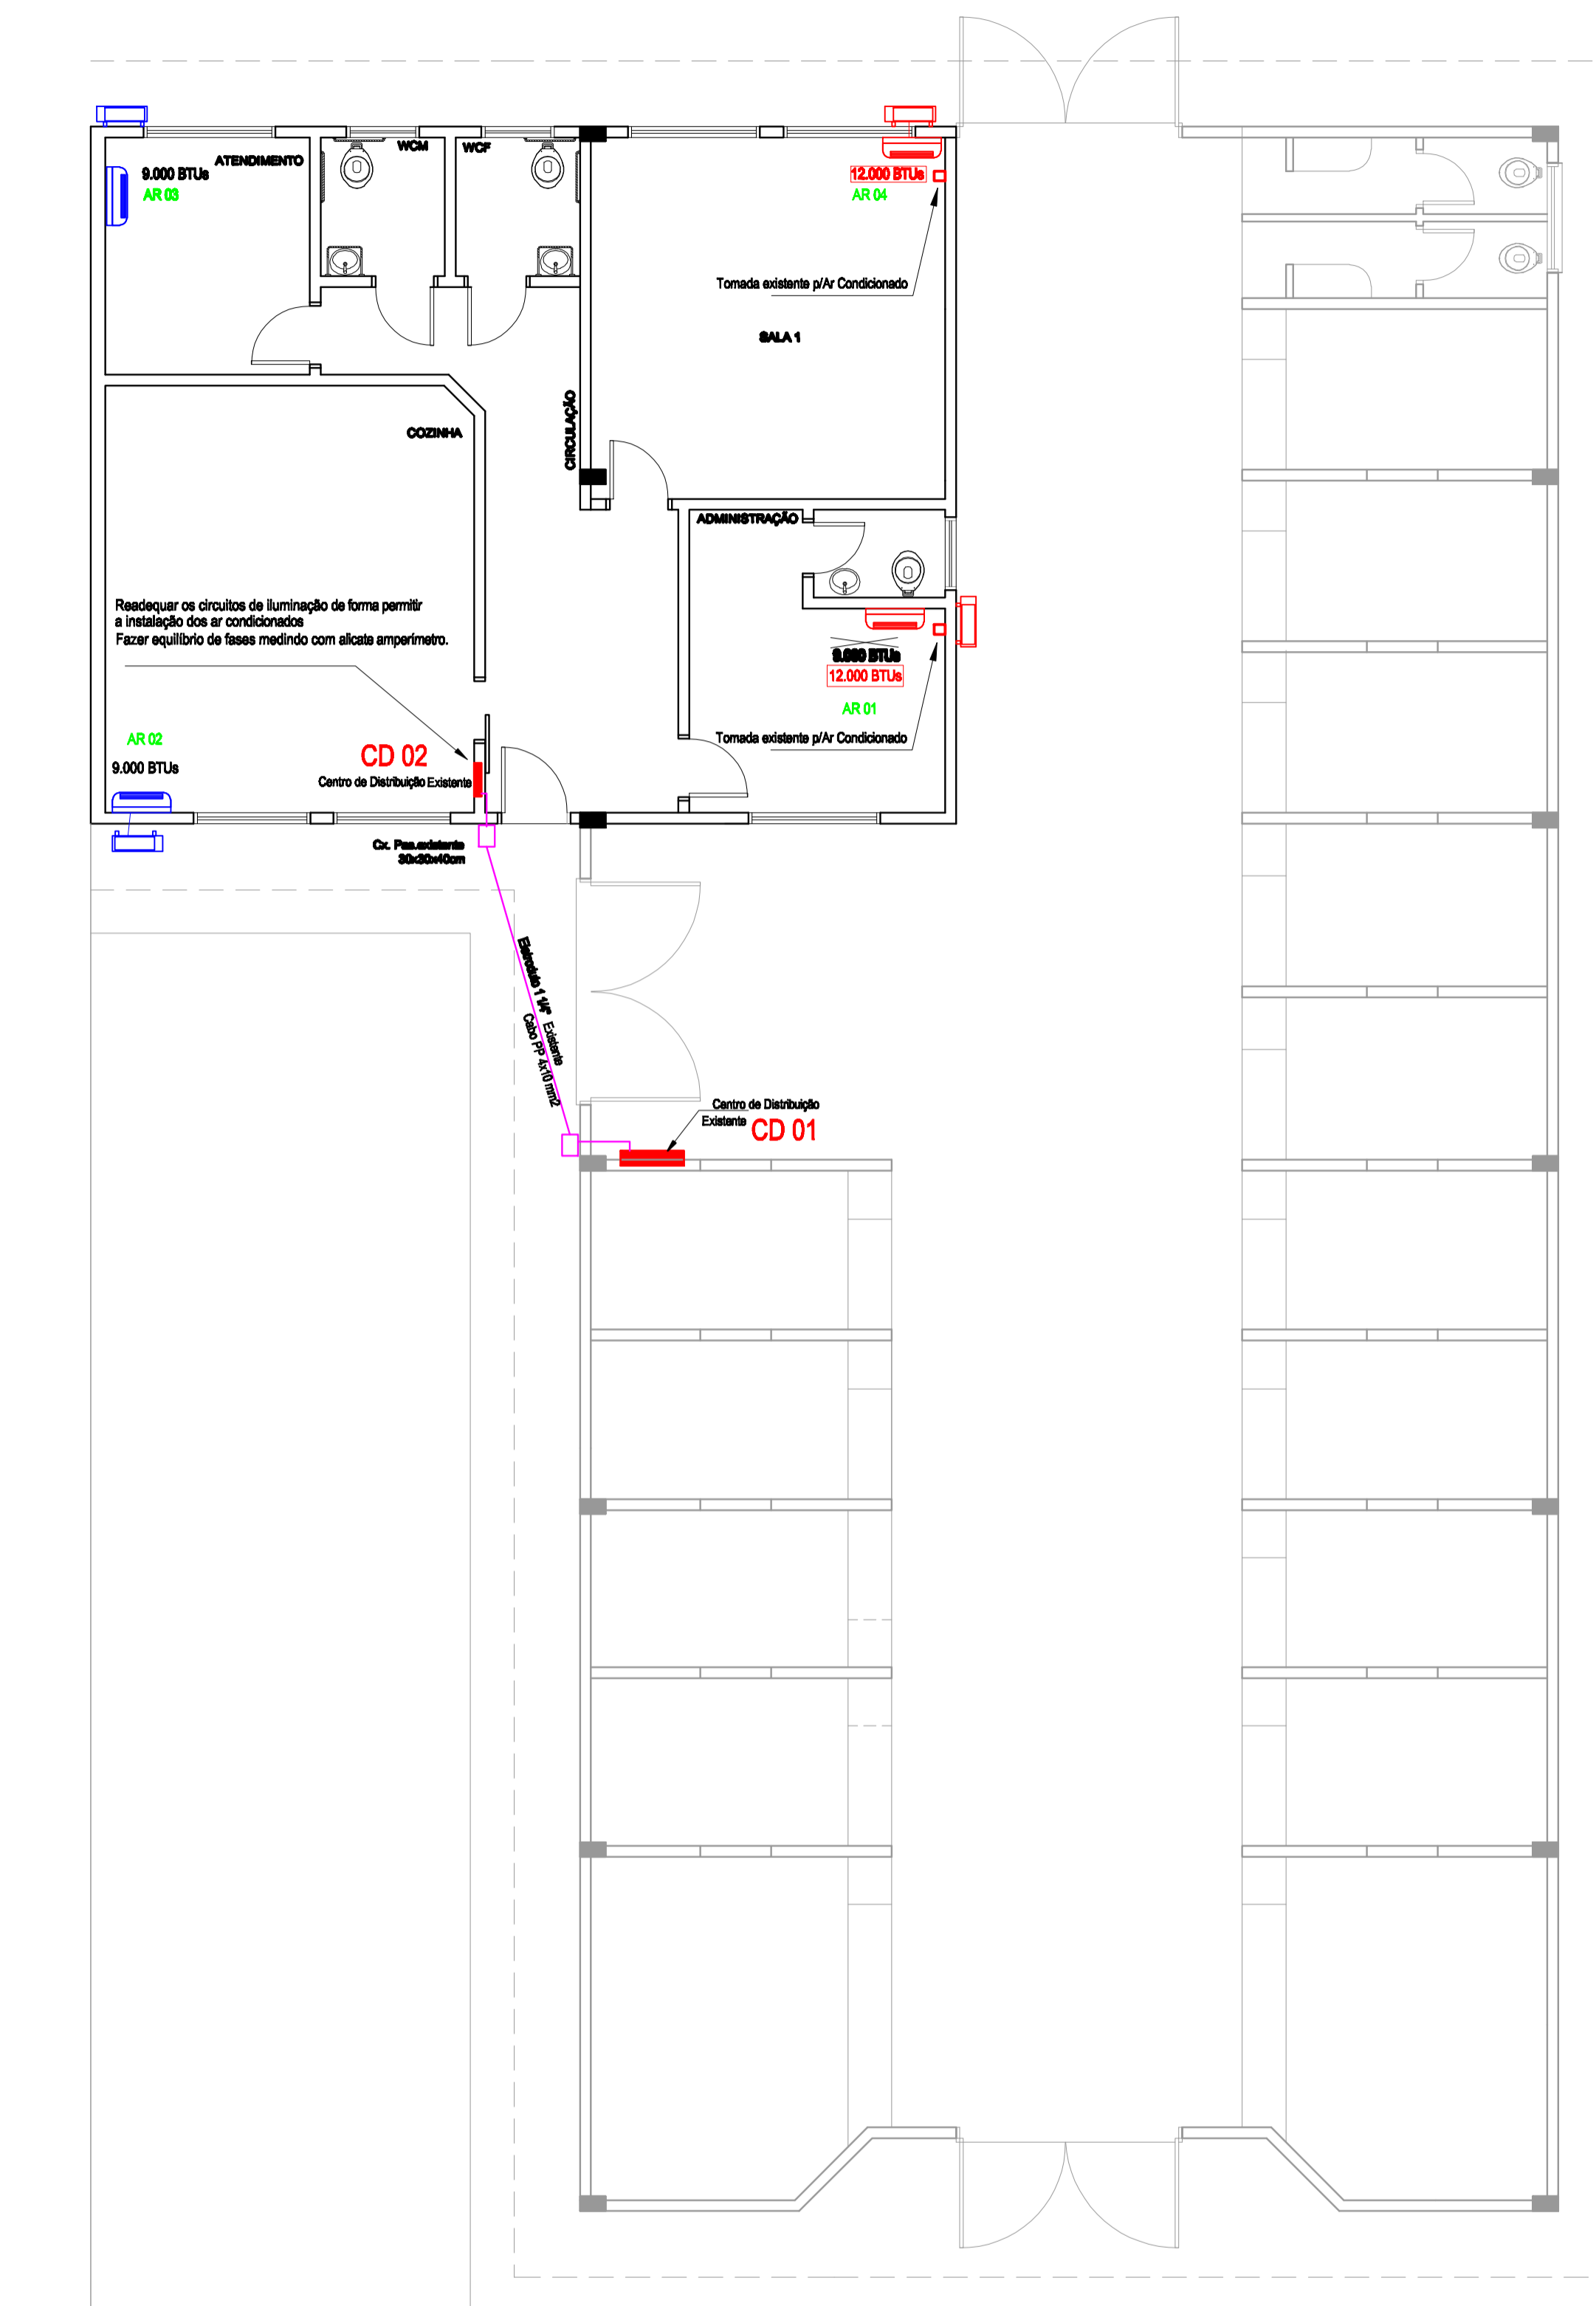 WCM
WCF
ATENDIMENTO
9.000 BTUs
AR 03
12.000 BTUs
AR 04
Tomada existente p/Ar Condicionado
SALA 1
CIRCULAÇÃO
COZINHA
ADMINISTRAÇÃO
Readequar os circuitos de iluminação de forma permitir
a instalação dos ar condicionados
Fazer equilíbrio de fases medindo com alicate amperímetro.
9.000 BTUs
12.000 BTUs
AR 01
Tomada existente p/Ar Condicionado
AR 02
9.000 BTUs
CD 02
Centro de Distribuição Existente
Cx. Pas.existente
30x30x40cm
Eletroduto 1 1/4" Existente
Cabo PP 4x10 mm2
Centro de Distribuição
Existente
CD 01